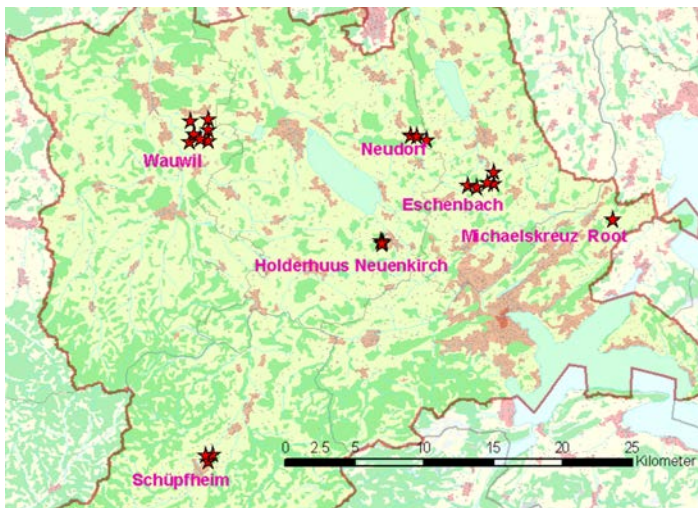 Neudorf
Wauwil
Eschenbach
Michaelskreuz Root
Holderhuus Neuenkirch
0 2.5 5 10 15 20 25
Kilometer
Schüpfheim